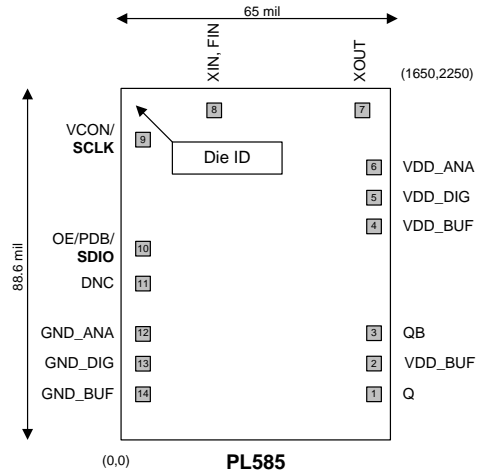 65 mil
XIN, FIN
XOUT
(1650,2250)
8
7
VCON/
SCLK
9
Die ID
6
VDD_ANA
5
VDD_DIG
4
VDD_BUF
88.6 mil
OE/PDB/
SDIO
10
DNC
11
GND_ANA
12
3
QB
GND_DIG
13
2
VDD_BUF
GND_BUF
14
1
Q
(0,0)
PL585